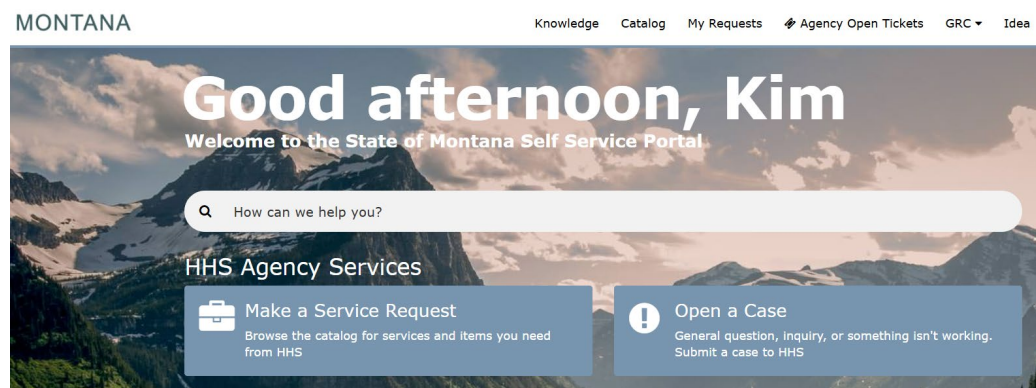 MONTANA
Knowledge Catalog My Requests Agency Open Tickets GRC Idea
Good afternoon, Kim
Welcome to the State of Montana Self Service Portal
How can we help you?
HHS Agency Services
Make a Service Request
Browse the catalog for services and items you need
from HHS
Open a Case
General question, inquiry, or something isn't working.
Submit a case to HHS